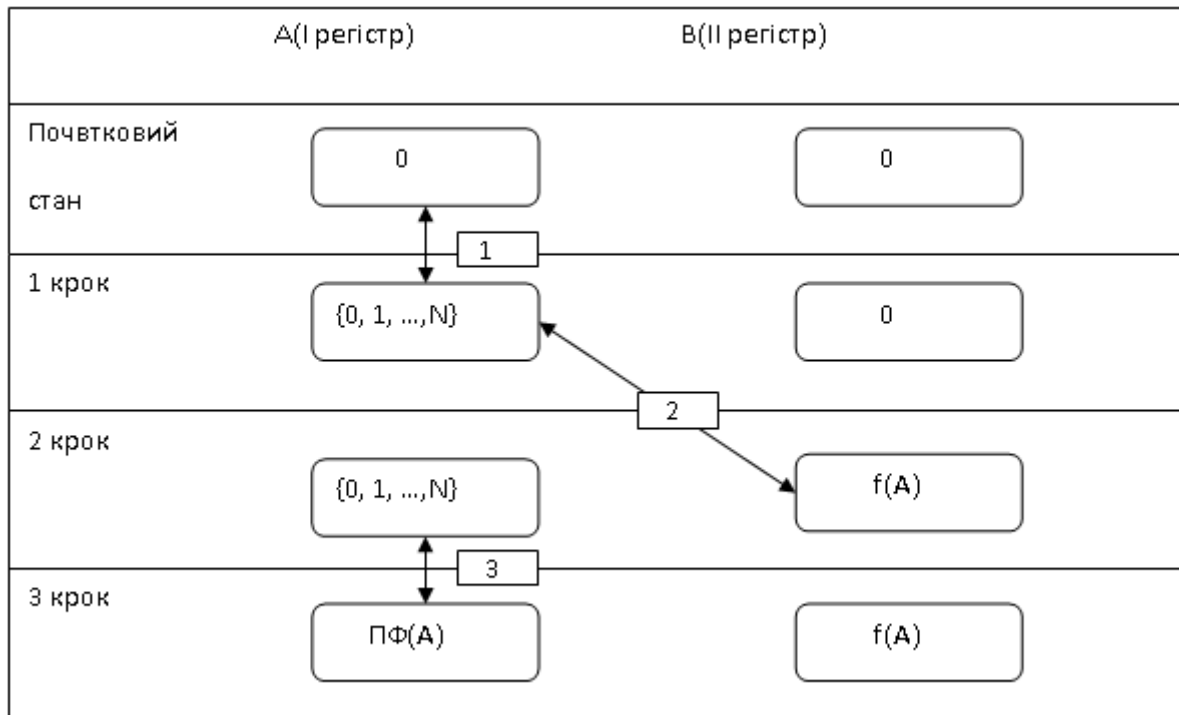 А(І регістр) В(ІІ регістр)
Почвтковий
стан
0 0
1
1 крок
{0, 1, ...,N} 0
2
2 крок
{0, 1, ...,N} f(A)
3
3 крок
ПФ(А) f(A)